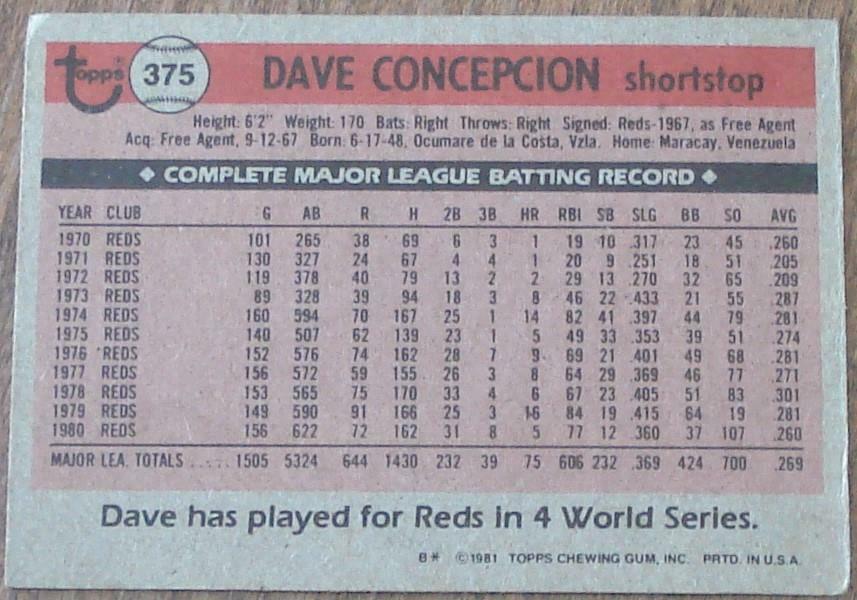 Topps 375 DAVE CONCEPCION shortstop
Height: 6'2" Weight: 170 Bats: Right Throws: Right Signed: Reds-1967, as Free Agent
Acq: Free Agent, 9-12-67 Born: 6-17-48, Ocumare de la Costa, Vzla. Home: Maracay, Venezuela
◆ COMPLETE MAJOR LEAGUE BATTING RECORD ◆
YEAR CLUB G AB R H 2B 3B HR RBI SB SLG BB SO AVG
1970 REDS 101 265 38 69 6 3 1 19 10 .317 23 45 .260
1971 REDS 130 327 24 67 4 4 1 20 9 .251 18 51 .205
1972 REDS 119 378 40 79 13 2 2 29 13 .270 32 65 .209
1973 REDS 89 328 39 94 18 3 8 46 22 .433 21 55 .287
1974 REDS 160 594 70 167 25 1 14 82 41 .397 44 79 .281
1975 REDS 140 507 62 139 23 1 5 49 33 .353 39 51 .274
1976 REDS 152 576 74 162 28 7 9 69 21 .401 49 68 .281
1977 REDS 156 572 59 155 26 3 8 64 29 .369 46 77 .271
1978 REDS 153 565 75 170 33 4 6 67 23 .405 51 83 .301
1979 REDS 149 590 91 166 25 3 16 84 19 .415 64 19 .281
1980 REDS 156 622 72 162 31 8 5 77 12 .360 37 107 .260
MAJOR LEA. TOTALS ..... 1505 5324 644 1430 232 39 75 606 232 .369 424 700 .269
Dave has played for Reds in 4 World Series.
B* ©1981 TOPPS CHEWING GUM, INC. PRTD. IN U.S.A.